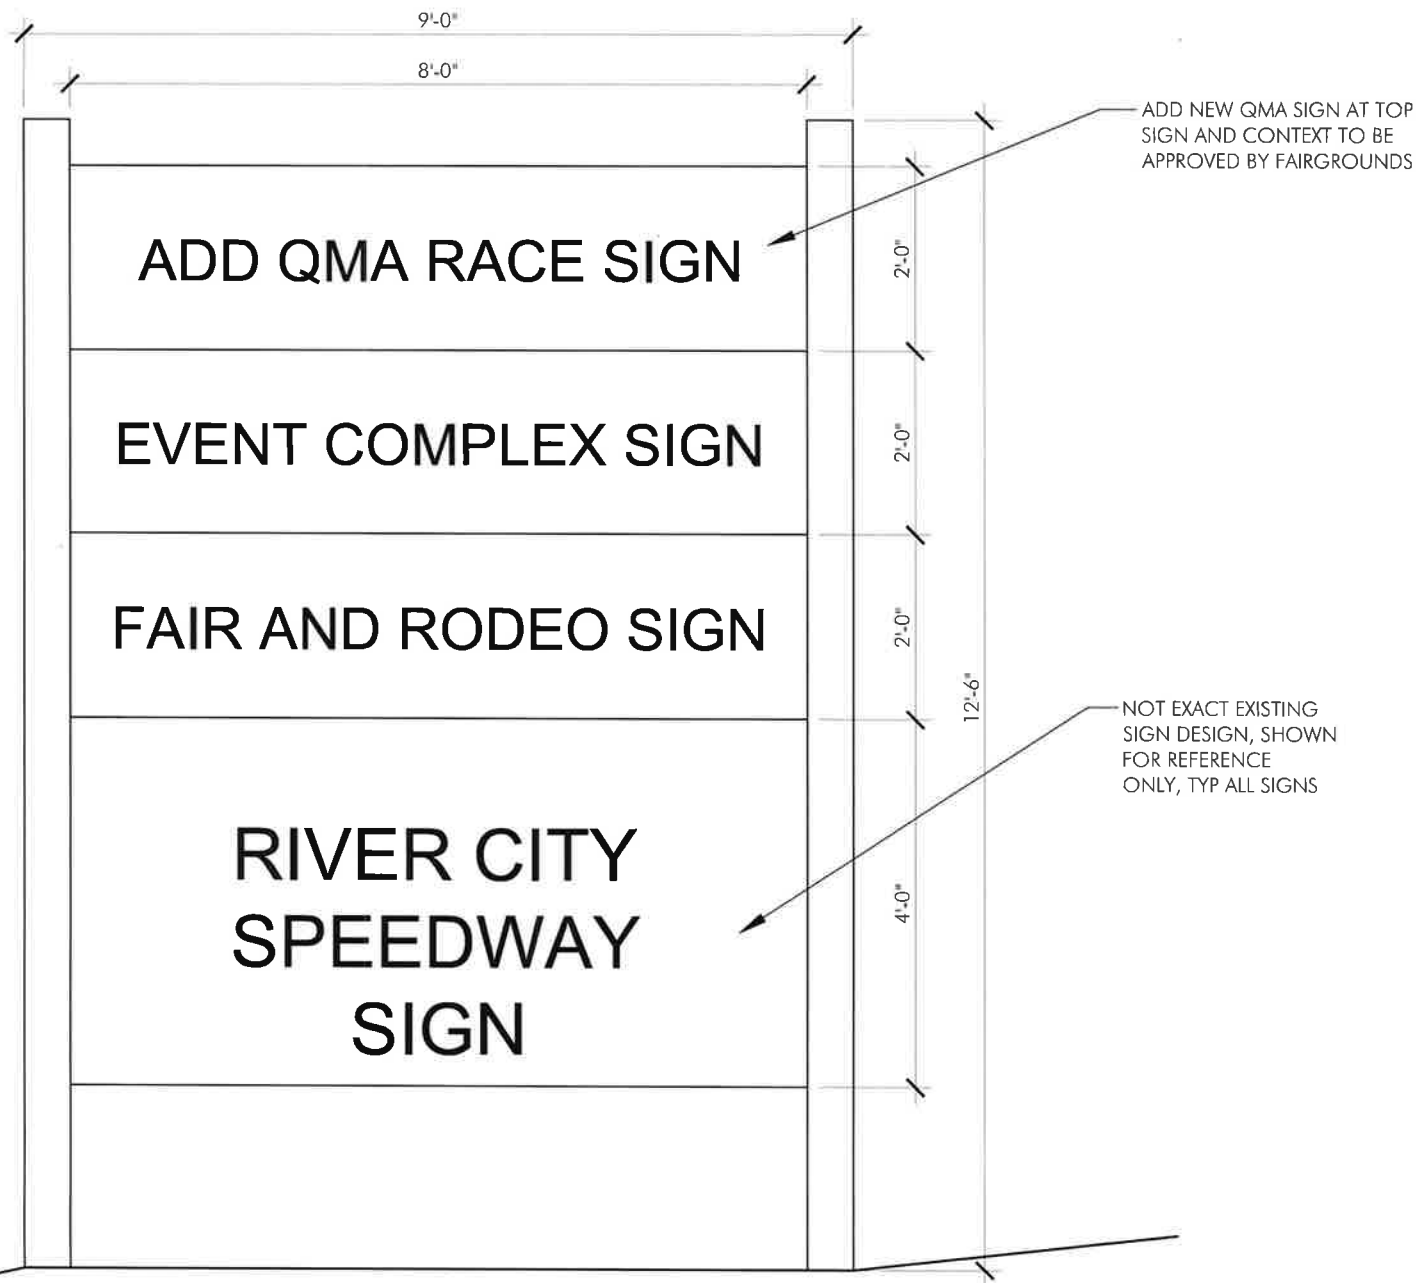 9'-0"
8'-0"
ADD NEW QMA SIGN AT TOP
SIGN AND CONTEXT TO BE
APPROVED BY FAIRGROUNDS
ADD QMA RACE SIGN
2'-0"
EVENT COMPLEX SIGN
2'-0"
FAIR AND RODEO SIGN
2'-0"
12'-6"
NOT EXACT EXISTING
SIGN DESIGN, SHOWN
FOR REFERENCE
ONLY, TYP ALL SIGNS
RIVER CITY
SPEEDWAY
SIGN
4'-0"